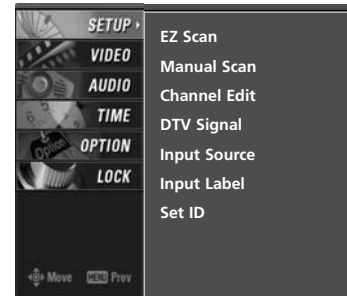 SETUP
VIDEO
AUDIO
TIME
OPTION
LOCK
Move MENU Prev
EZ Scan
Manual Scan
Channel Edit
DTV Signal
Input Source
Input Label
Set ID